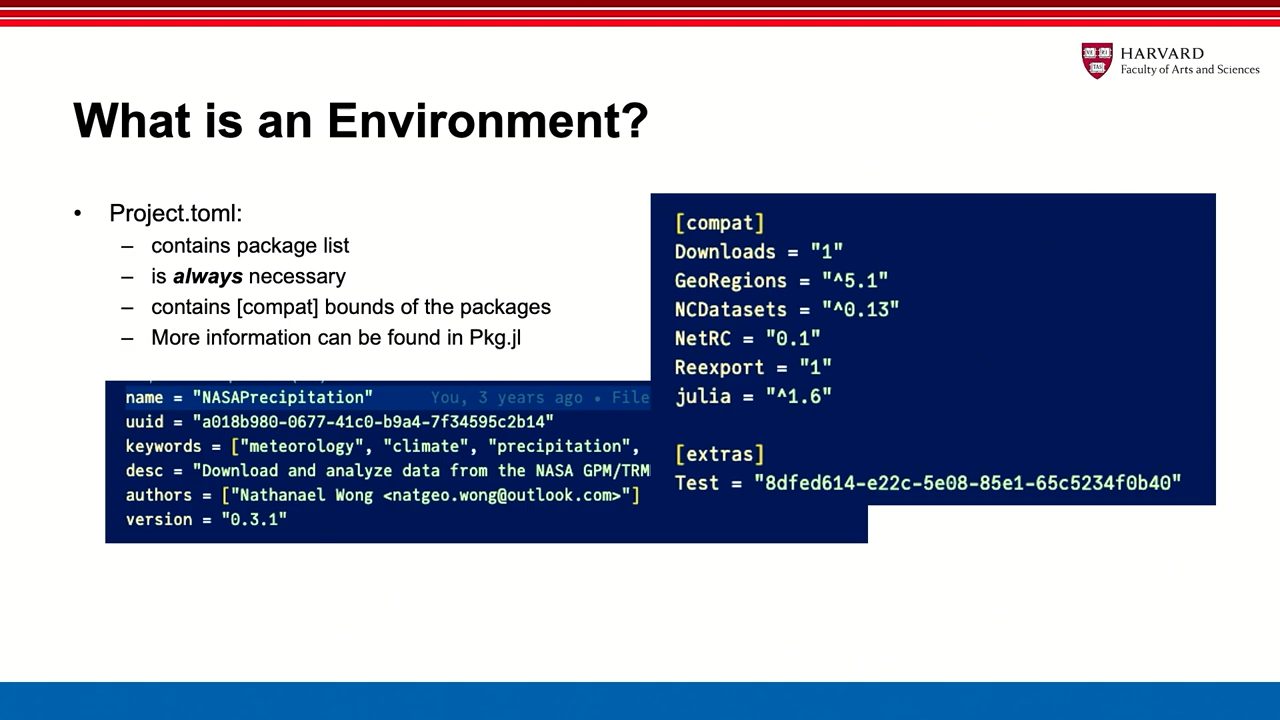 HARVARD
Faculty of Arts and Sciences
What is an Environment?
• Project.toml:
– contains package list
– is always necessary
– contains [compat] bounds of the packages
– More information can be found in Pkg.jl
name = "NASAPrecipitation" You, 3 years ago • File
uuid = "a018b980-0677-41c0-b9a4-7f34595c2b14"
keywords = ["meteorology", "climate", "precipitation",
desc = "Download and analyze data from the NASA GPM/TRM
authors = ["Nathanael Wong <natgeo.wong@outlook.com>"]
version = "0.3.1"
[compat]
Downloads = "1"
GeoRegions = "^5.1"
NCDatasets = "^0.13"
NetRC = "0.1"
Reexport = "1"
julia = "^1.6"
[extras]
Test = "8dfed614-e22c-5e08-85e1-65c5234f0b40"